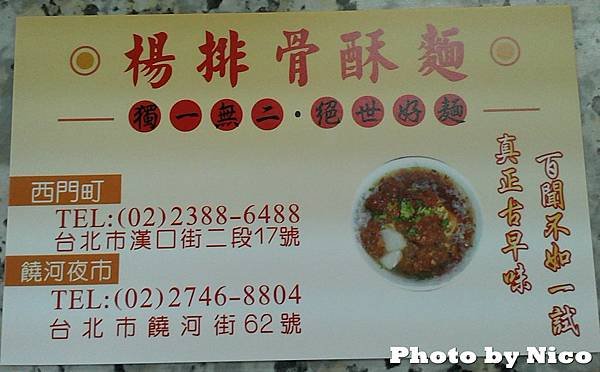 楊排骨酥麵
獨一無二·絕世好麵
西門町
TEL:(02)2388-6488
台北市漢口街二段17號
饒河夜市
TEL:(02)2746-8804
台北市饒河街62號
百聞不如一試
真正古早味
Photo by Nico